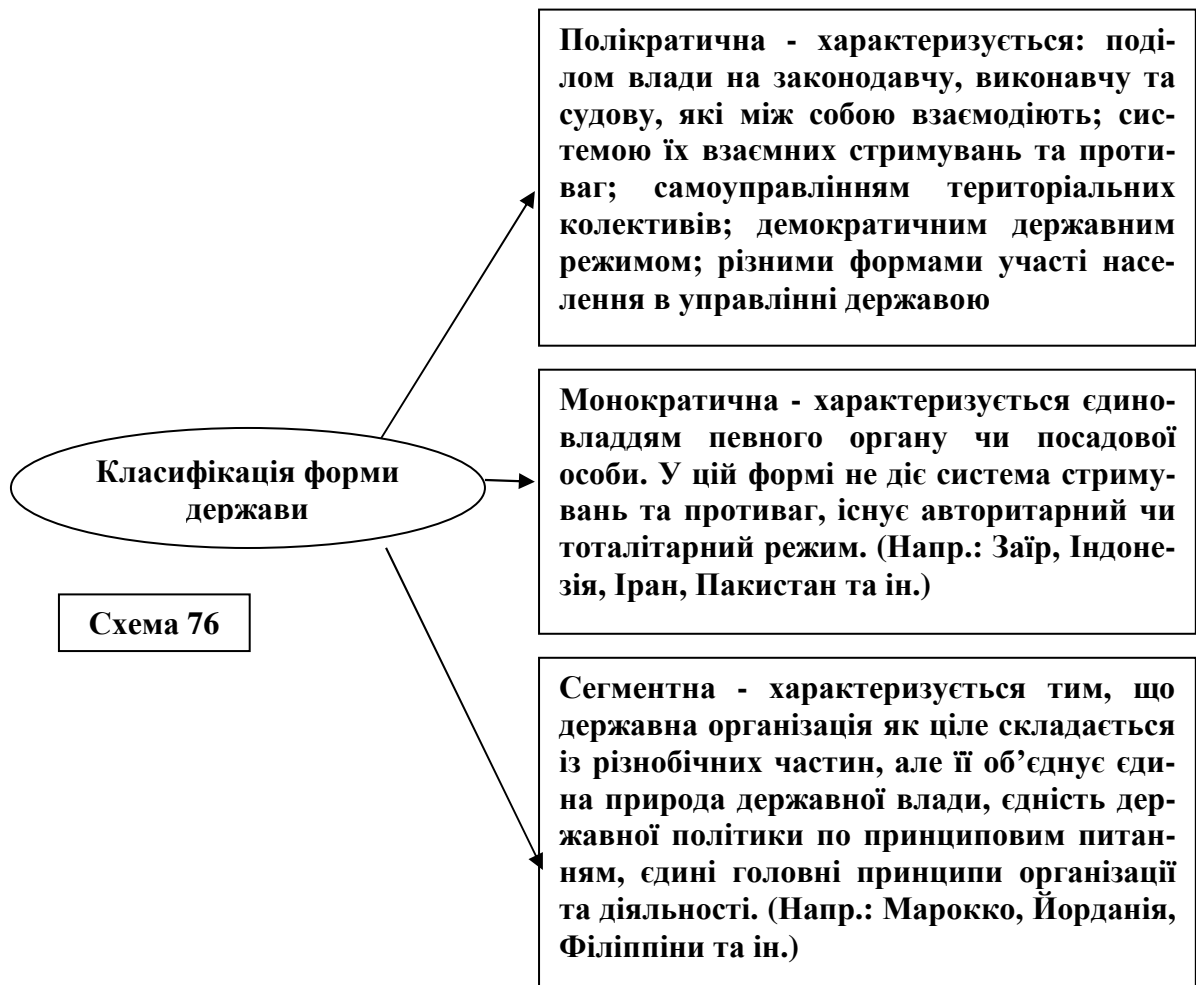 Полікратична - характеризується: поді-
лом влади на законодавчу, виконавчу та
судову, які між собою взаємодіють; сис-
темою їх взаємних стримувань та проти-
ваг; самоуправлінням територіальних
колективів; демократичним державним
режимом; різними формами участі насе-
лення в управлінні державою
Класифікація форми
держави
Схема 76
Монократична - характеризується єдино-
владдям певного органу чи посадової
особи. У цій формі не діє система стриму-
вань та противаг, існує авторитарний чи
тоталітарний режим. (Напр.: Заїр, Індоне-
зія, Іран, Пакистан та ін.)
Сегментна - характеризується тим, що
державна організація як ціле складається
із різнобічних частин, але її об’єднує єди-
на природа державної влади, єдність дер-
жавної політики по принциповим питан-
ням, єдині головні принципи організації
та діяльності. (Напр.: Марокко, Йорданія,
Філіппіни та ін.)